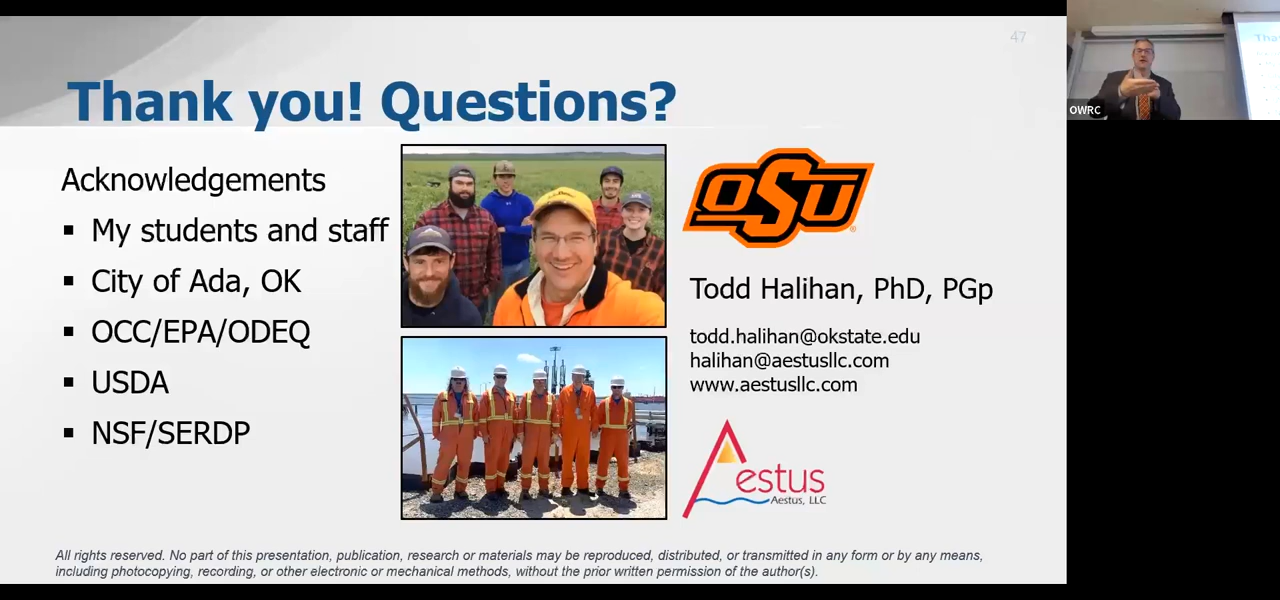 47
Thank you! Questions?
Acknowledgements
▪ My students and staff
▪ City of Ada, OK
▪ OCC/EPA/ODEQ
▪ USDA
▪ NSF/SERDP
OSU
®
Todd Halihan, PhD, PGp
todd.halihan@okstate.edu
halihan@aestusllc.com
www.aestusllc.com
Aestus
Aestus, LLC
All rights reserved. No part of this presentation, publication, research or materials may be reproduced, distributed, or transmitted in any form or by any means,
including photocopying, recording, or other electronic or mechanical methods, without the prior written permission of the author(s).
OWRC